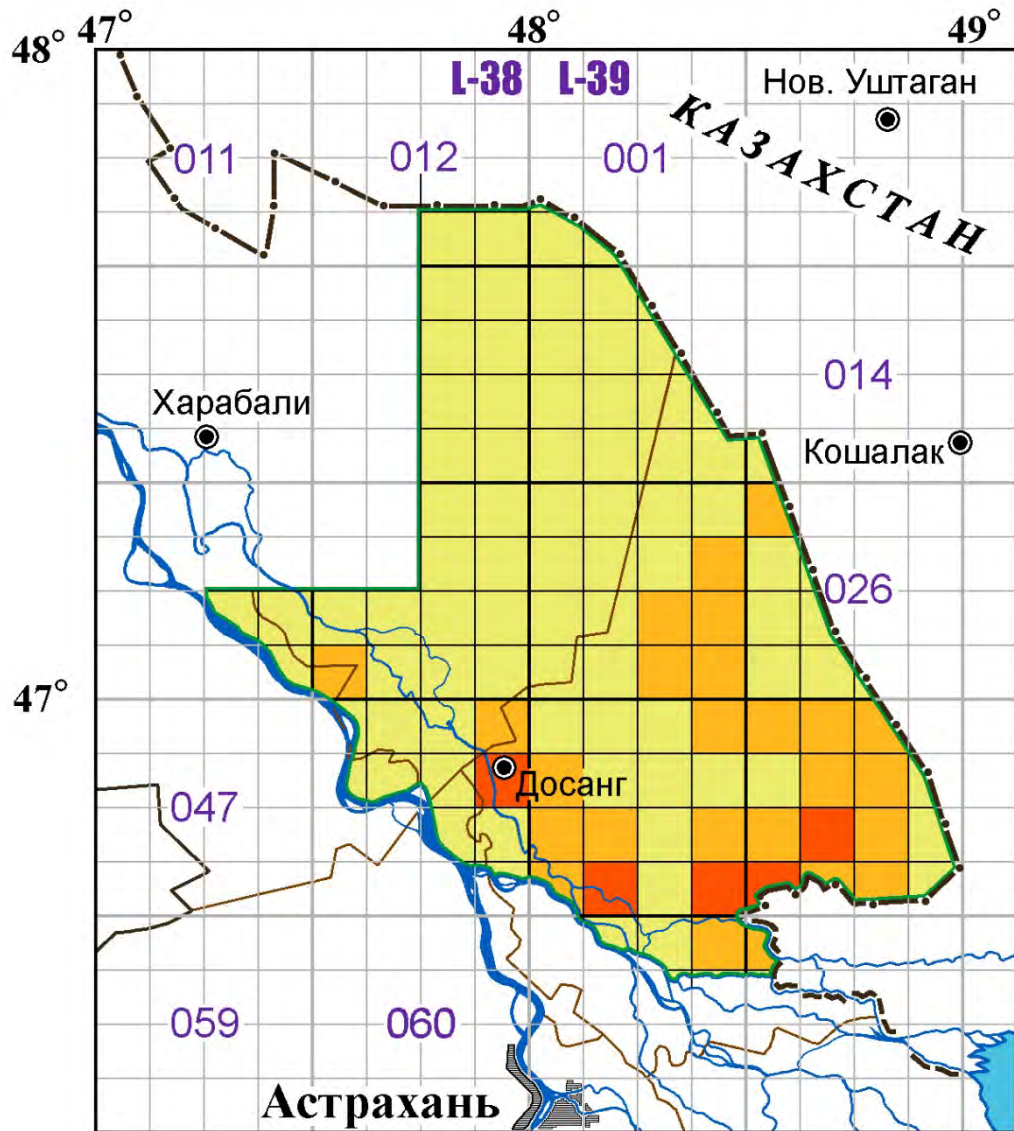 47° 48° 49°
48°
L-38 L-39
Нов. Уштаган
КАЗАХСТАН
011 012 001
014
Харабали
Кошалак
026
47°
Досанг
047
059 060
Астрахань